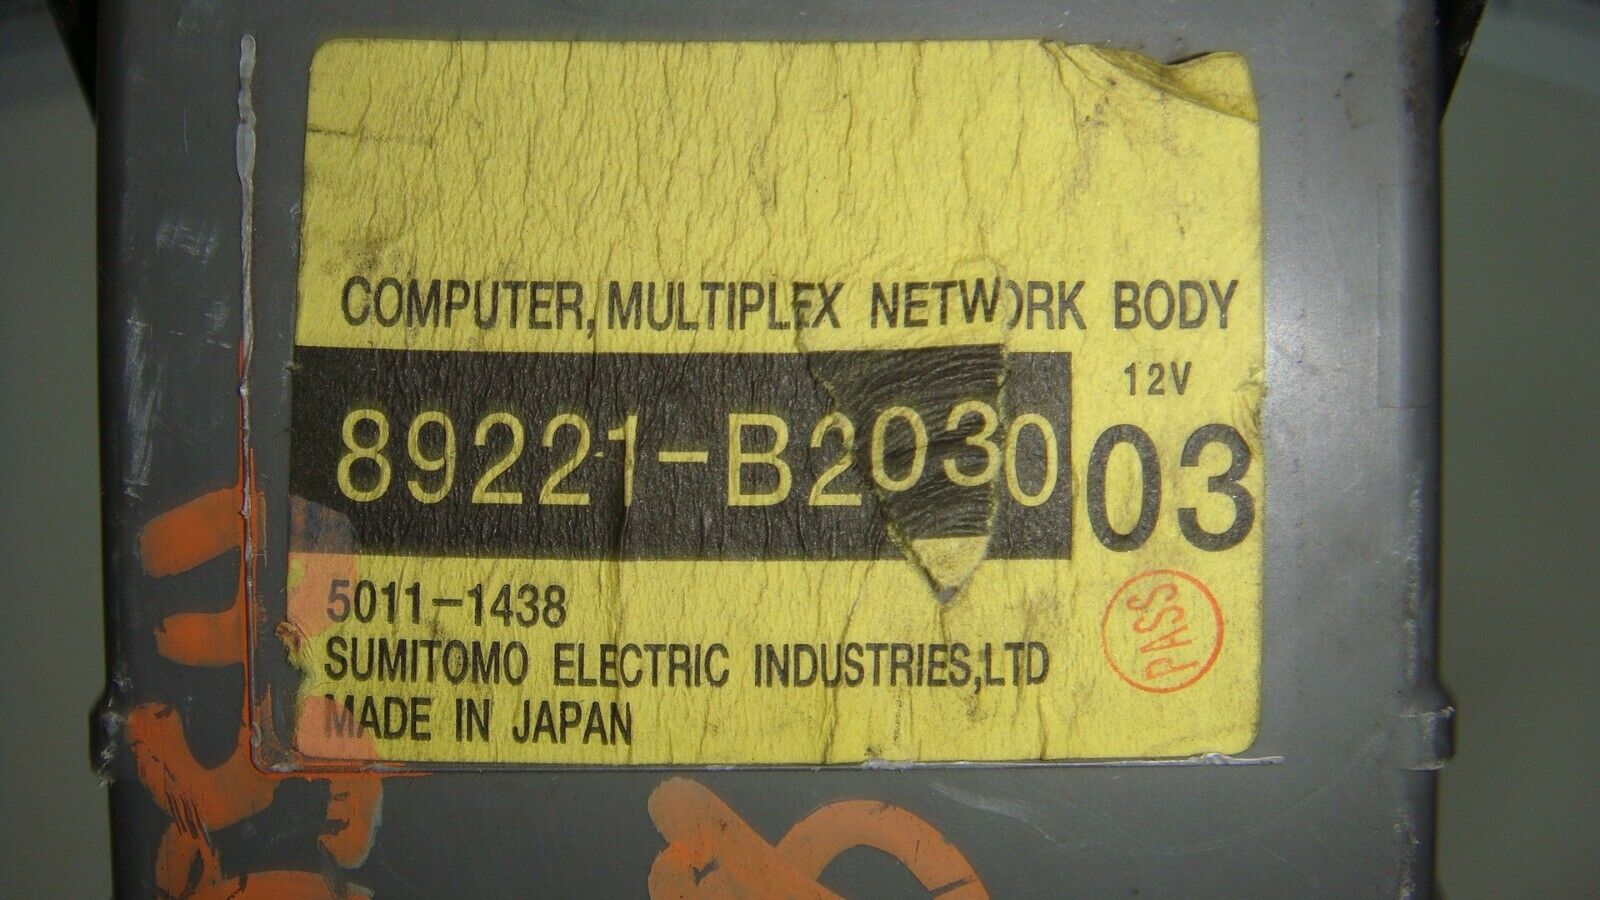 COMPUTER, MULTIPLEX NETWORK BODY
12V
89221-B2030 03
5011-1438
PASS
SUMITOMO ELECTRIC INDUSTRIES,LTD
MADE IN JAPAN